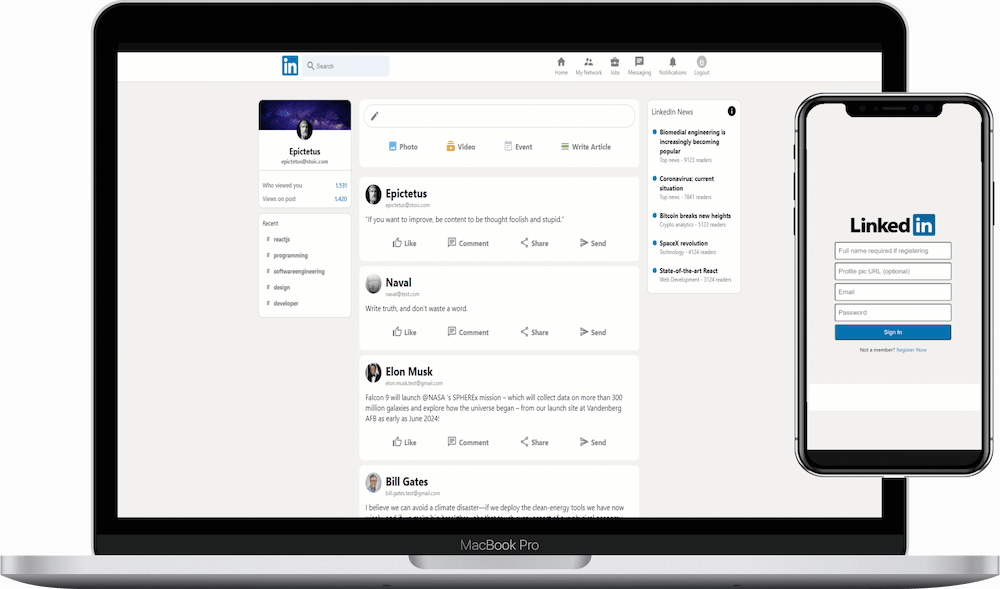 in
Search
Home
My Network
Jobs
Messaging
Notifications
Logout
Epictetus
epictetus@stoic.com
Who viewed you 1,531
Views on post 1,420
Recent
# reactjs
# programming
# softwareengineering
# design
# developer
Photo
Video
Event
Write Article
Epictetus
epictetus@stoic.com
"If you want to improve, be content to be thought foolish and stupid."
Like
Comment
Share
Send
Naval
naval@test.com
Write truth, and don't waste a word.
Like
Comment
Share
Send
Elon Musk
elon.musk.test@gmail.com
Falcon 9 will launch @NASA 's SPHEREx mission – which will collect data on more than 300
million galaxies and explore how the universe began – from our launch site at Vandenberg
AFB as early as June 2024!
Like
Comment
Share
Send
Bill Gates
bill.gates.test@gmail.com
I believe we can avoid a climate disaster—if we deploy the clean-energy tools we have now
LinkedIn News
Biomedial engineering is
increasingly becoming
popular
Top news - 9123 readers
Coronavirus: current
situation
Top news - 7841 readers
Bitcoin breaks new heights
Crypto analytics - 5123 readers
SpaceX revolution
Technology - 4124 readers
State-of-the-art React
Web Development - 3124 readers
Linked in
Full name required if registering
Profile pic URL (optional)
Email
Password
Sign In
Not a member? Register Now
MacBook Pro